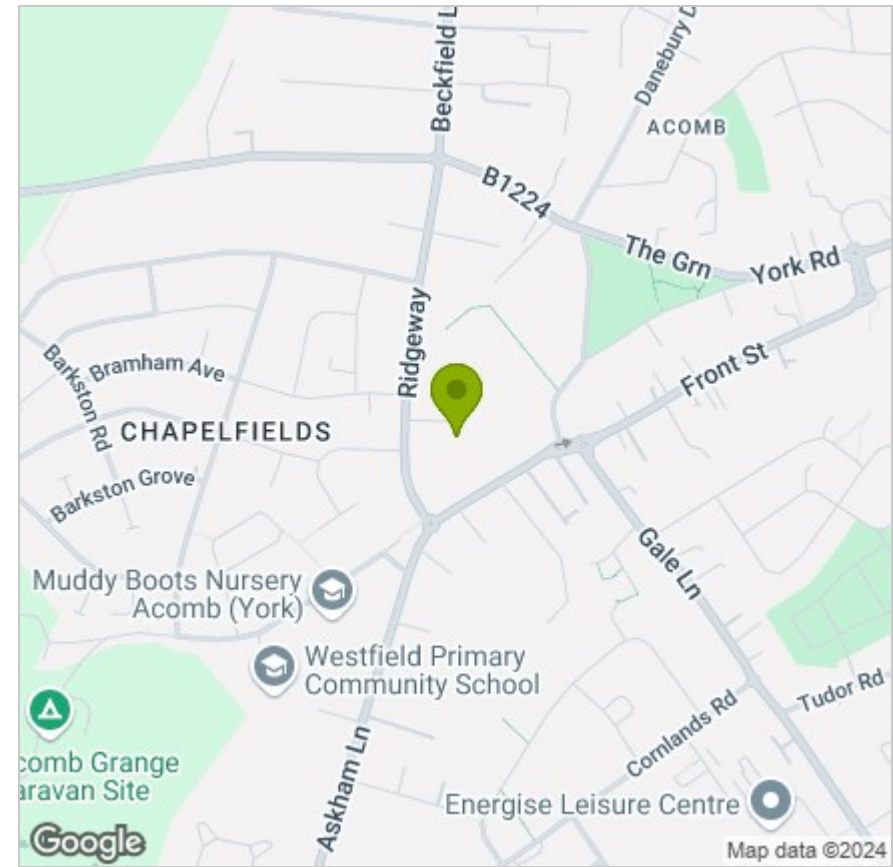 Beckfield L
Danebury D
ACOMB
B1224
The Grn
York Rd
Ridgeway
Front St
Bramham Ave
Barkston Rd
CHAPELFIELDS
Barkston Grove
Gale Ln
Muddy Boots Nursery
Acomb (York)
Westfield Primary
Community School
Tudor Rd
Cornlands Rd
comb Grange
aravan Site
Askham Ln
Energise Leisure Centre
Google
Map data ©2024